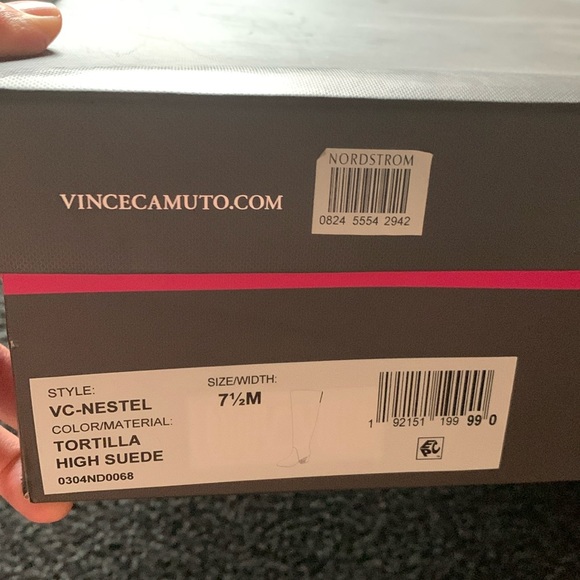 NORDSTROM
0824 5554 2942
VINCECAMUTO.COM
STYLE:
VC-NESTEL
COLOR/MATERIAL:
TORTILLA
HIGH SUEDE
0304ND0068
SIZE/WIDTH:
7½M
1 92151 199 99 0